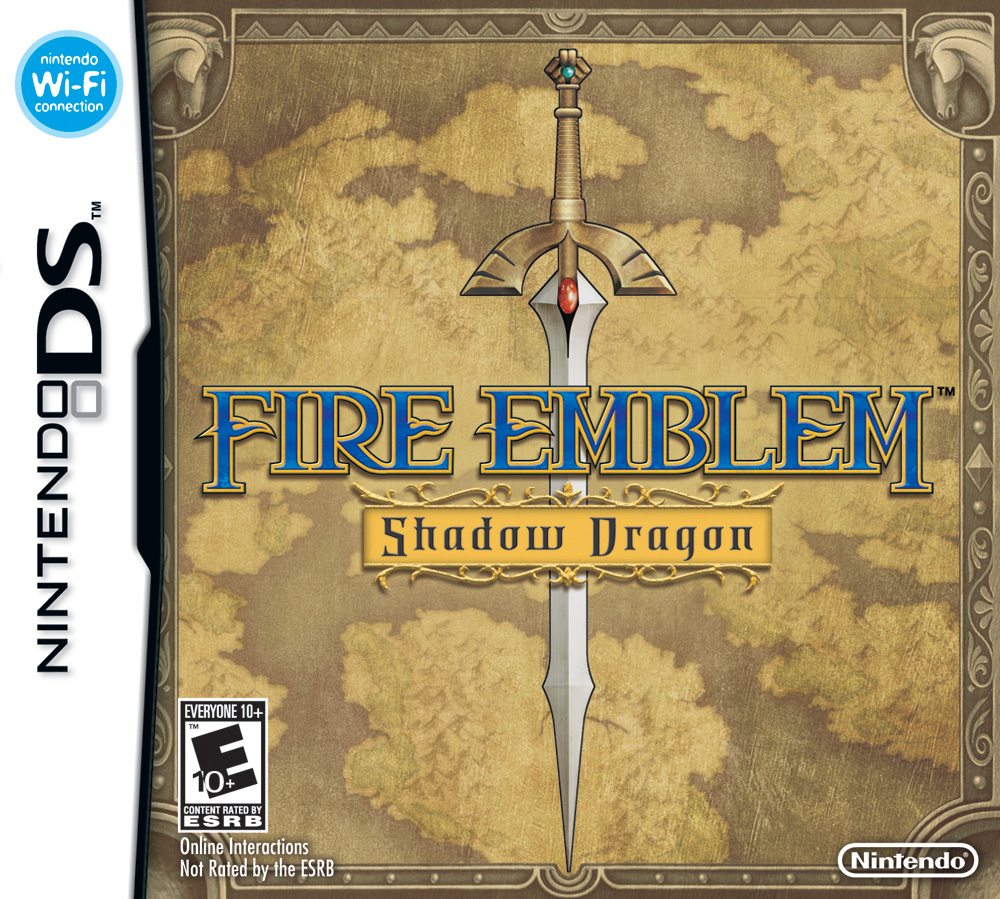 nintendo
Wi-Fi
connection
NINTENDO DS™
FIRE EMBLEM™
Shadow Dragon
EVERYONE 10+
™
E
10+
CONTENT RATED BY
ESRB
Online Interactions
Not Rated by the ESRB
Nintendo®